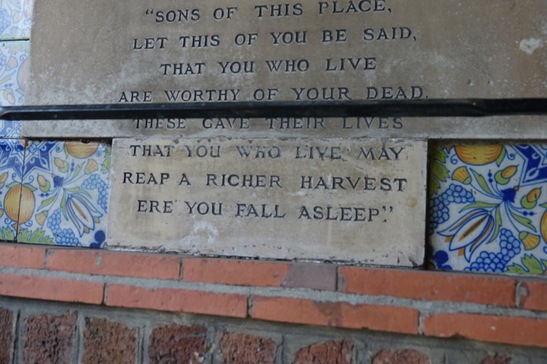 "SONS OF THIS PLACE,
LET THIS OF YOU BE SAID,
THAT YOU WHO LIVE
ARE WORTHY OF YOUR DEAD.
THESE GAVE THEIR LIVES
THAT YOU WHO LIVE MAY
REAP A RICHER HARVEST
ERE YOU FALL ASLEEP."